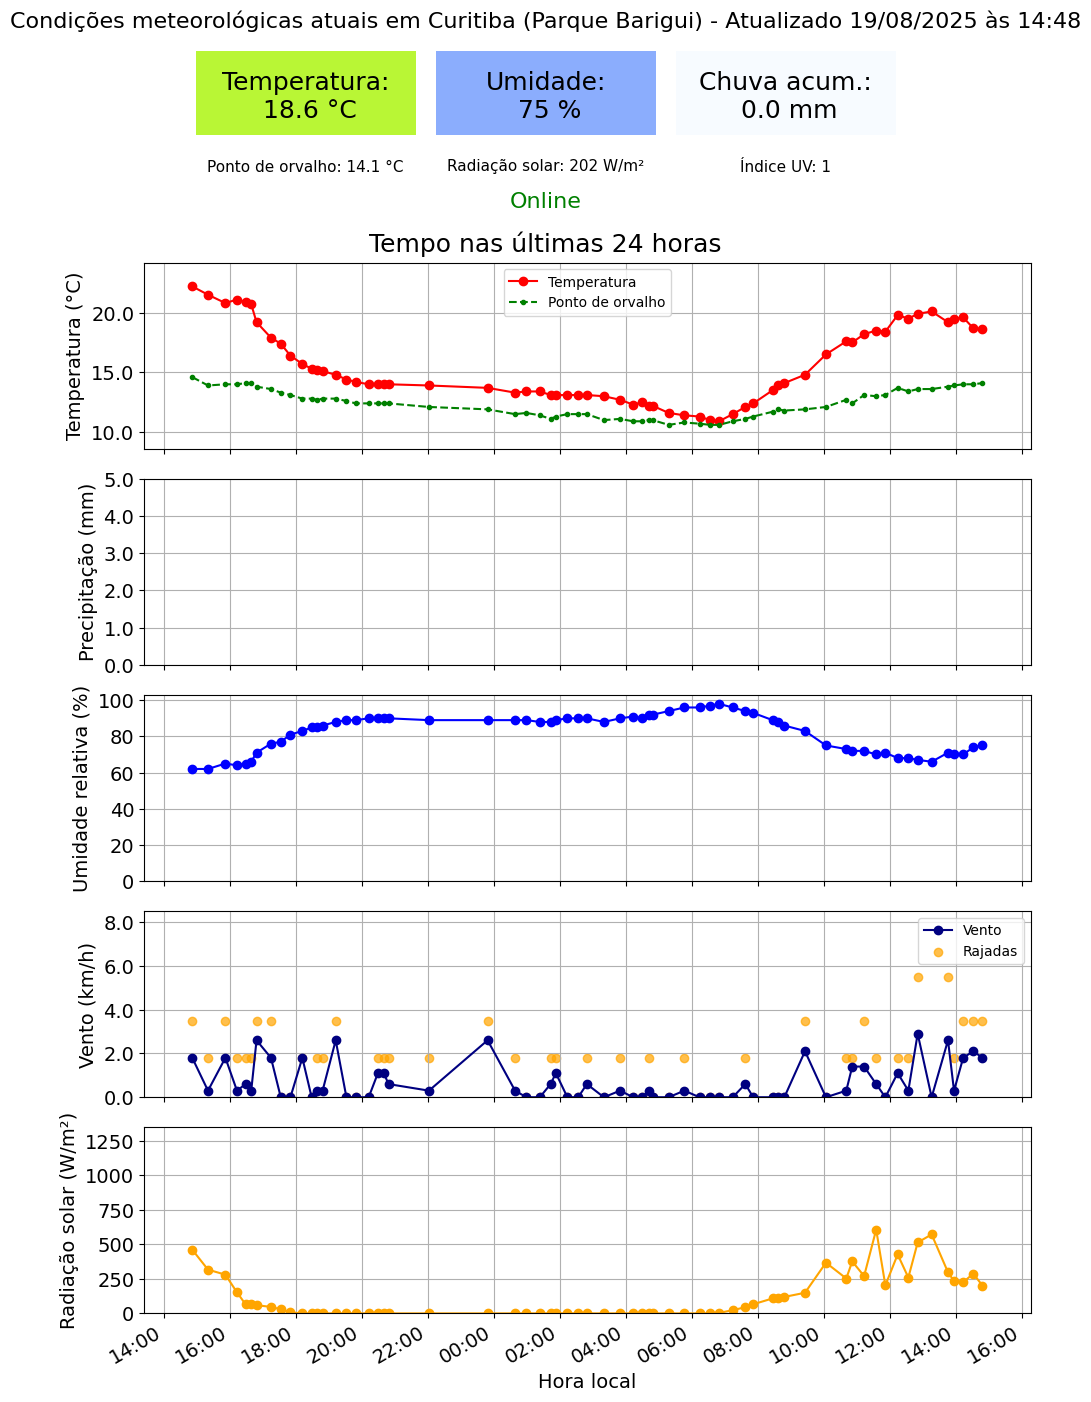 Condições meteorológicas atuais em Curitiba (Parque Barigui) - Atualizado 19/08/2025 às 14:48
Temperatura:
18.6 °C
Umidade:
75 %
Chuva acum.:
0.0 mm
Ponto de orvalho: 14.1 °C
Radiação solar: 202 W/m²
Índice UV: 1
Online
Tempo nas últimas 24 horas
Temperatura (°C)
20.0
15.0
10.0
Temperatura
Ponto de orvalho
Precipitação (mm)
5.0
4.0
3.0
2.0
1.0
0.0
Umidade relativa (%)
100
80
60
40
20
0
Vento (km/h)
8.0
6.0
4.0
2.0
0.0
Vento
Rajadas
Radiação solar (W/m²)
1250
1000
750
500
250
0
14:00
16:00
18:00
20:00
22:00
00:00
02:00
04:00
06:00
08:00
10:00
12:00
14:00
16:00
Hora local